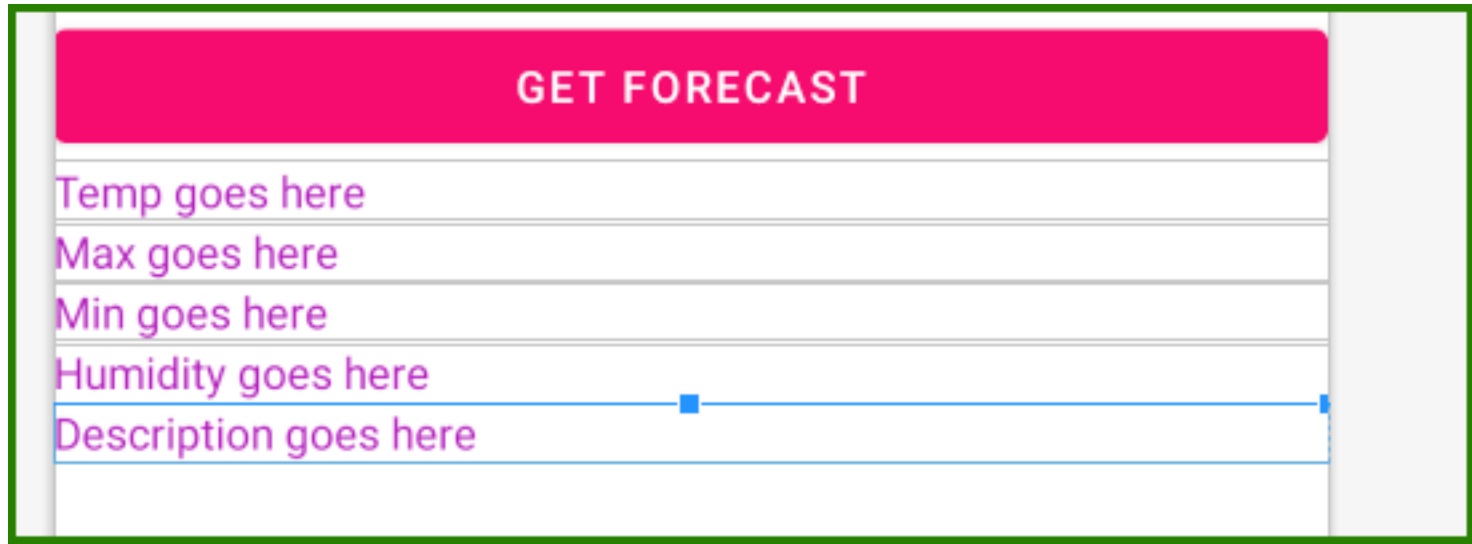 GET FORECAST
Temp goes here
Max goes here
Min goes here
Humidity goes here
Description goes here